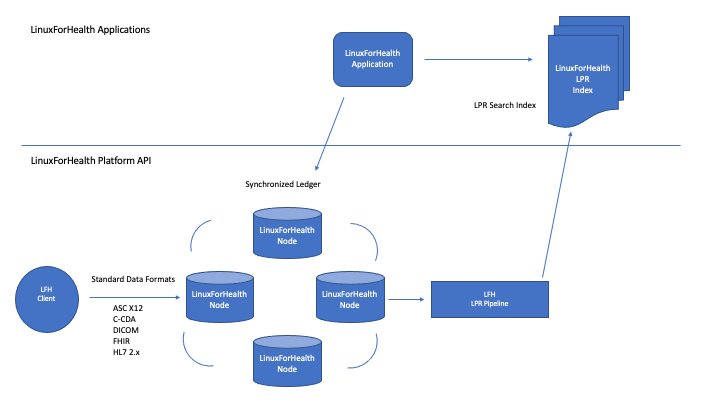 LinuxForHealth Applications
LinuxForHealth
Application
LinuxForHealth
LPR
Index
LPR Search Index
LinuxForHealth Platform API
Synchronized Ledger
LinuxForHealth
Node
LFH
Client
Standard Data Formats
ASC X12
C-CDA
DICOM
FHIR
HL7 2.x
LinuxForHealth
Node
LinuxForHealth
Node
LFH
LPR Pipeline
LinuxForHealth
Node